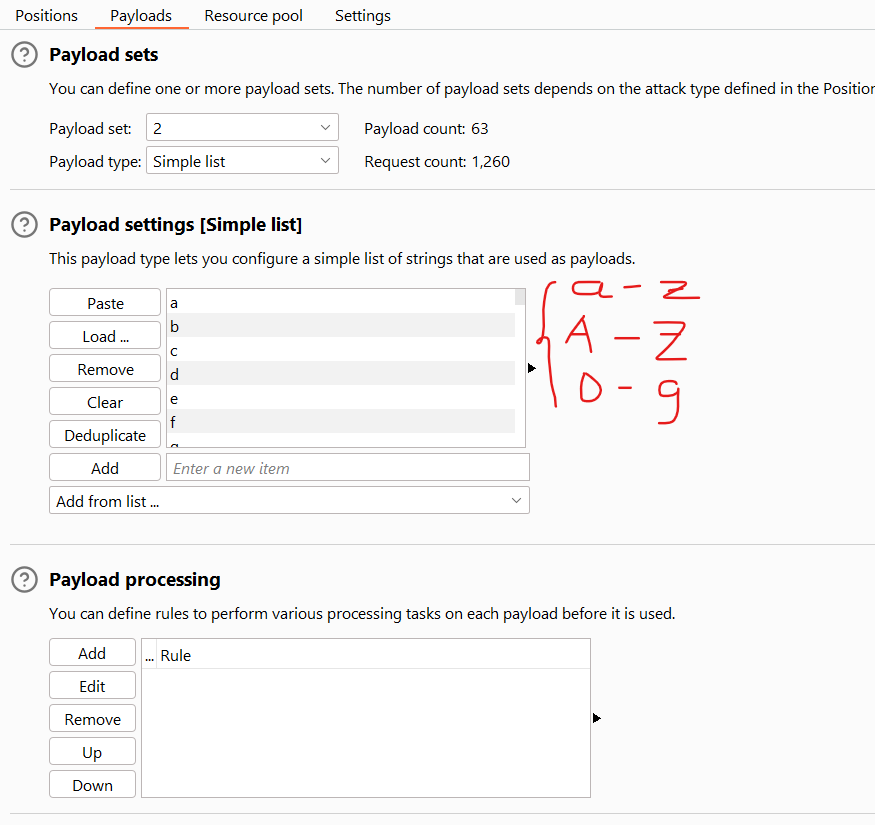 Positions Payloads Resource pool Settings
Payload sets
You can define one or more payload sets. The number of payload sets depends on the attack type defined in the Position
Payload set: 2 Payload count: 63
Payload type: Simple list Request count: 1,260
Payload settings [Simple list]
This payload type lets you configure a simple list of strings that are used as payloads.
Paste
Load ...
Remove
Clear
Deduplicate
Add
a
b
c
d
e
f
a - z
A - Z
0 - 9
Enter a new item
Add from list ...
Payload processing
You can define rules to perform various processing tasks on each payload before it is used.
Add
Edit
Remove
Up
Down
... Rule